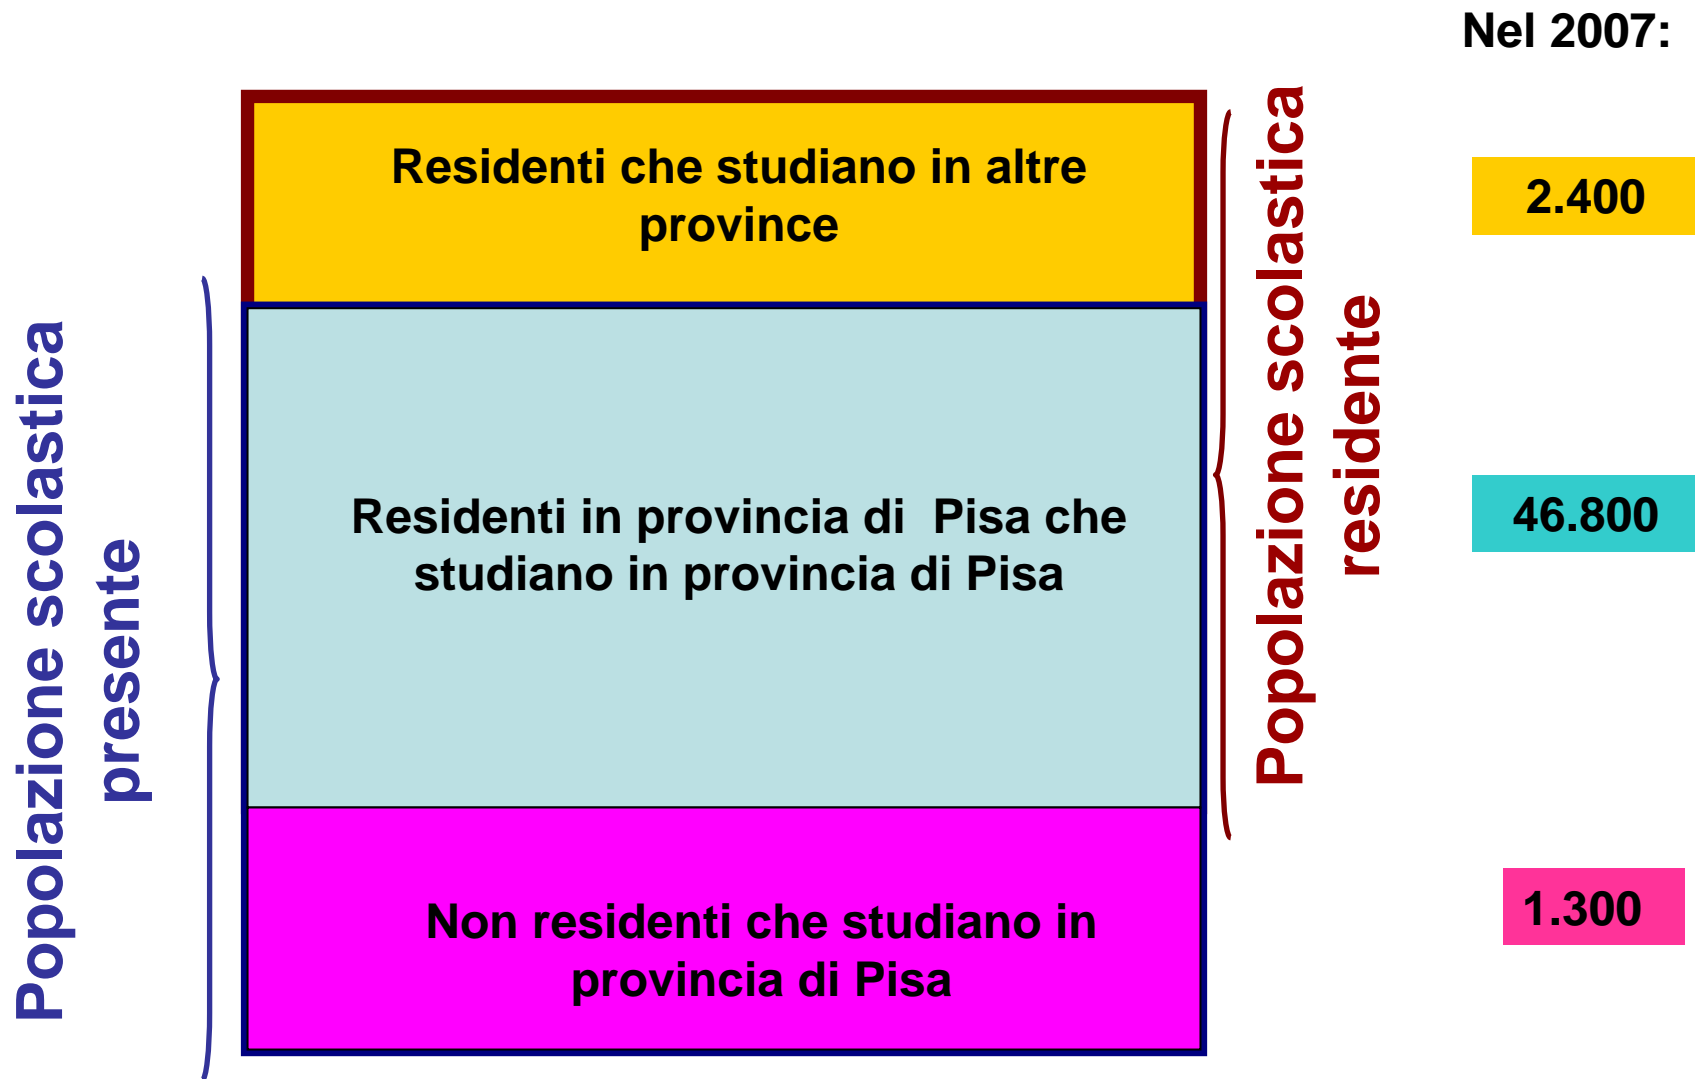 Nel 2007:
Residenti che studiano in altre
province
2.400
Popolazione scolastica
presente
Residenti in provincia di  Pisa che
studiano in provincia di Pisa
Popolazione scolastica
residente
46.800
Non residenti che studiano in
provincia di Pisa
1.300